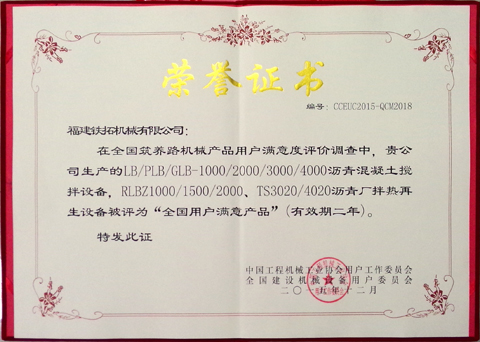 荣誉证书
编号：CCEUC2015-QCM2018
福建铁拓机械有限公司：
在全国筑养路机械产品用户满意度评价调查中，贵公
司生产的LB/PLB/GLB-1000/2000/3000/4000沥青混凝土搅
拌设备，RLBZ1000/1500/2000、TS3020/4020沥青厂拌热再
生设备被评为“全国用户满意产品”(有效期二年)。
特发此证
中国工程机械工业协会用户工作委员会
全国建设机械设备用户委员会
二〇一五年十二月